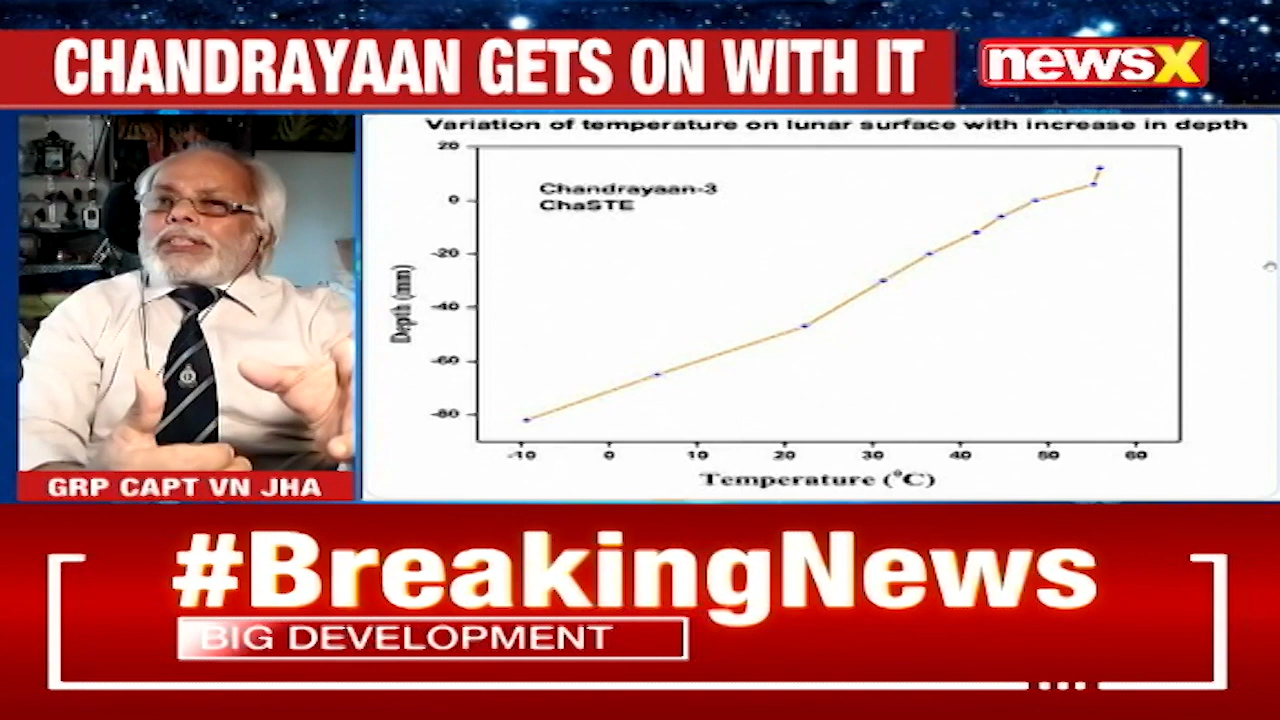 CHANDRAYAAN GETS ON WITH IT
newsX
Variation of temperature on lunar surface with increase in depth
Chandrayaan-3
ChaSTE
20
0
-20
-40
-60
-80
Depth (mm)
-10 0 10 20 30 40 50 60
Temperature (°C)
GRP CAPT VN JHA
#BreakingNews
BIG DEVELOPMENT